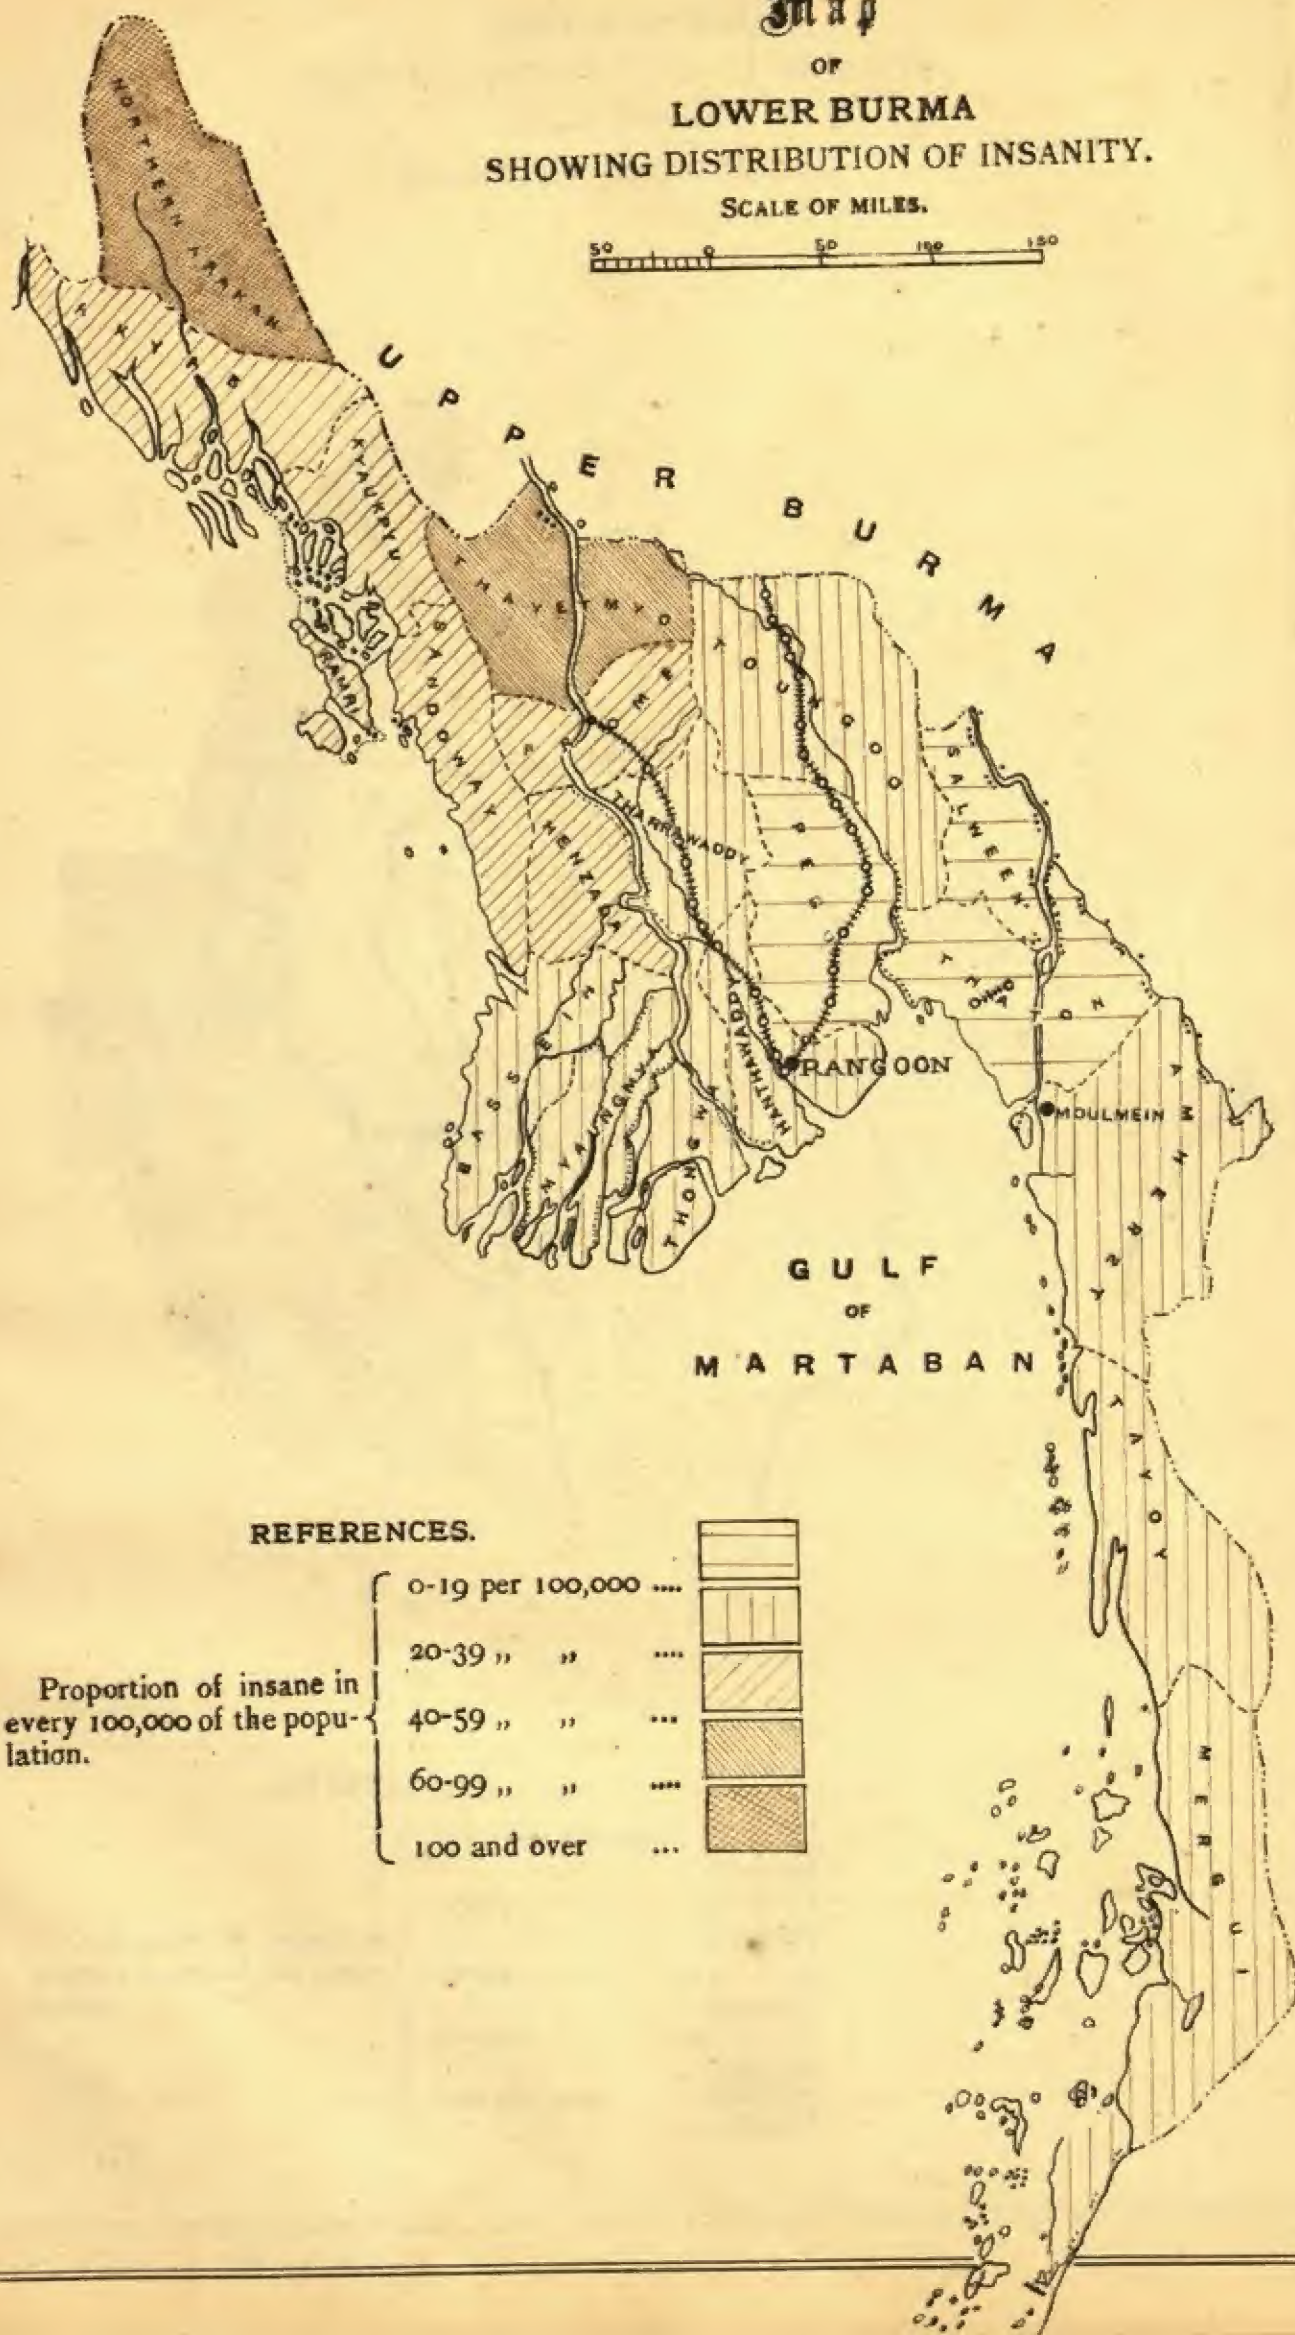 Map
OF
LOWER BURMA
SHOWING DISTRIBUTION OF INSANITY.
SCALE OF MILES.
50 0 50 100 150
NORTHERN ARAKAN
KYAB
UPPER BURMA
KYAUKPYU
THAYETMYO
SANDOWAY
RAMRI
PROME
TOUNGOO
SALWEEN
THARRAWADDY
HENZADA
PEGU
THATON
HANTHAWADDY
RANGOON
BASSEIN
MYAUNGMYA
THONGWA
MOULMEIN
AMHERST
GULF
OF
MARTABAN
TAVOY
MERGUI
REFERENCES.
Proportion of insane in
every 100,000 of the popu-
lation.
0-19 per 100,000 ....
20-39 ,, ,, ....
40-59 ,, ,, ...
60-99 ,, ,, ....
100 and over ...